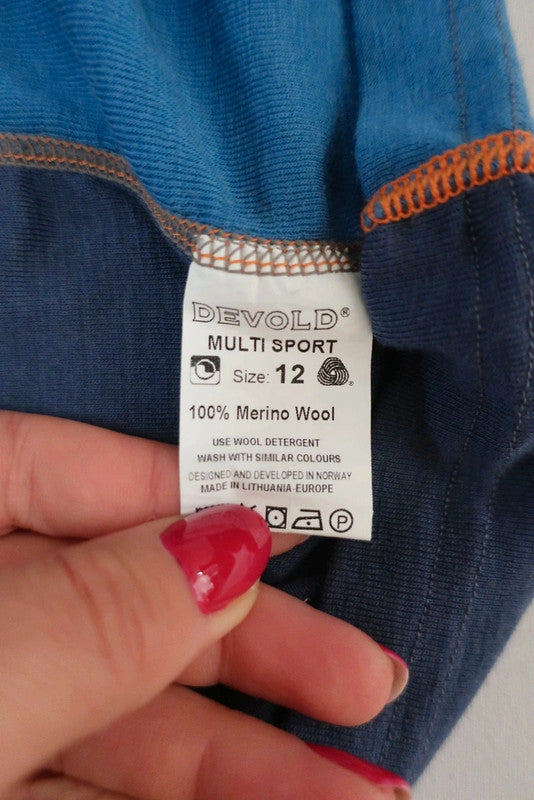 DEVOLD®
MULTI SPORT
Size: 12
100% Merino Wool
USE WOOL DETERGENT
WASH WITH SIMILAR COLOURS
DESIGNED AND DEVELOPED IN NORWAY
MADE IN LITHUANIA-EUROPE
P